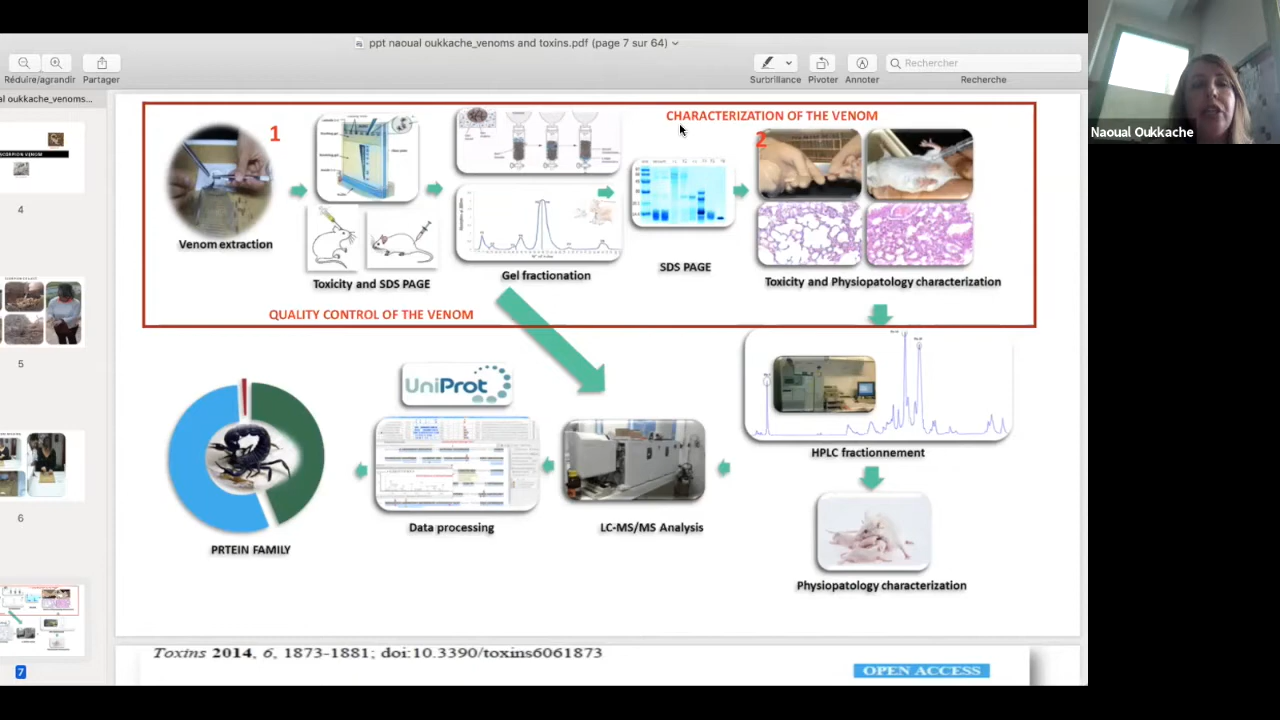 ppt naoual oukkache_venoms and toxins.pdf (page 7 sur 64)
Réduire/agrandir
Partager
Surbrillance
Pivoter
Annoter
Rechercher
Recherche
al oukkache_venoms...
SCORPION VENOM
4
5
6
7
CHARACTERIZATION OF THE VENOM
1
2
Venom extraction
Toxicity and SDS PAGE
Gel fractionation
SDS PAGE
Toxicity and Physiopatology characterization
QUALITY CONTROL OF THE VENOM
UniProt
HPLC fractionnement
Data processing
LC-MS/MS Analysis
PRTEIN FAMILY
Physiopatology characterization
Toxins 2014, 6, 1873-1881; doi:10.3390/toxins6061873
OPEN ACCESS
Naoual Oukkache